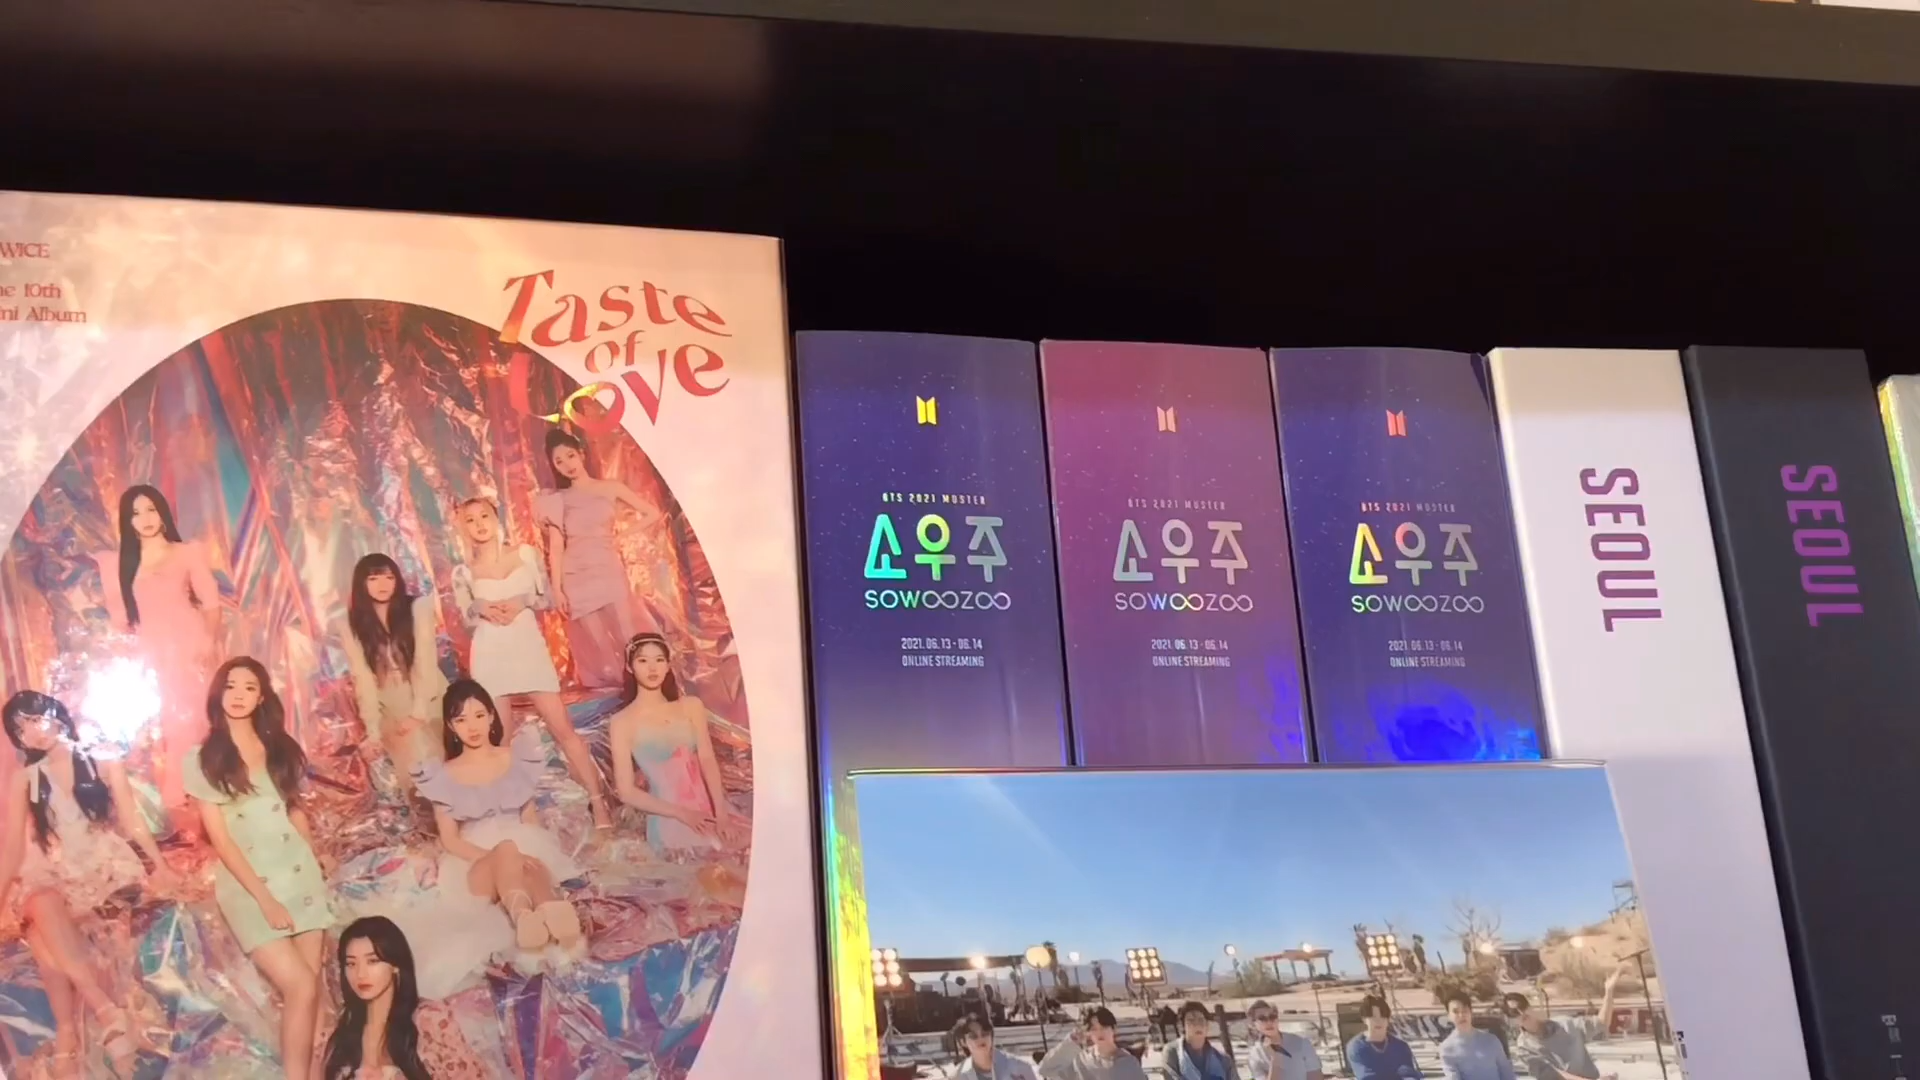 WICE
10th
Album
Taste
of
Love
BTS 2021 MUSTER
소우주
SOWOOZOO
2021. 06. 13 - 06. 14
ONLINE STREAMING
BTS 2021 MUSTER
소우주
SOWOOZOO
2021. 06. 13 - 06. 14
ONLINE STREAMING
BTS 2021 MUSTER
소우주
SOWOOZOO
2021. 06. 13 - 06. 14
ONLINE STREAMING
SEOUL
SEOUL